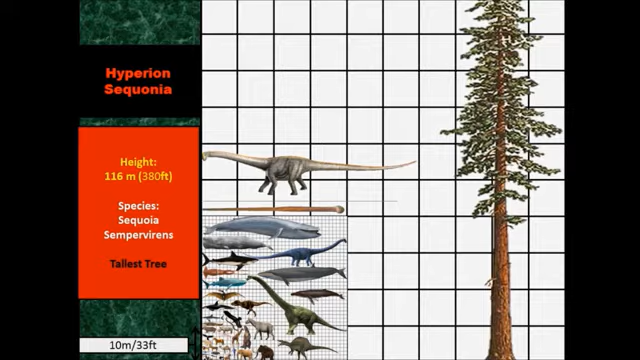 Hyperion
Sequonia
Height:
116 m (380ft)
Species:
Sequoia
Sempervirens
Tallest Tree
10m/33ft